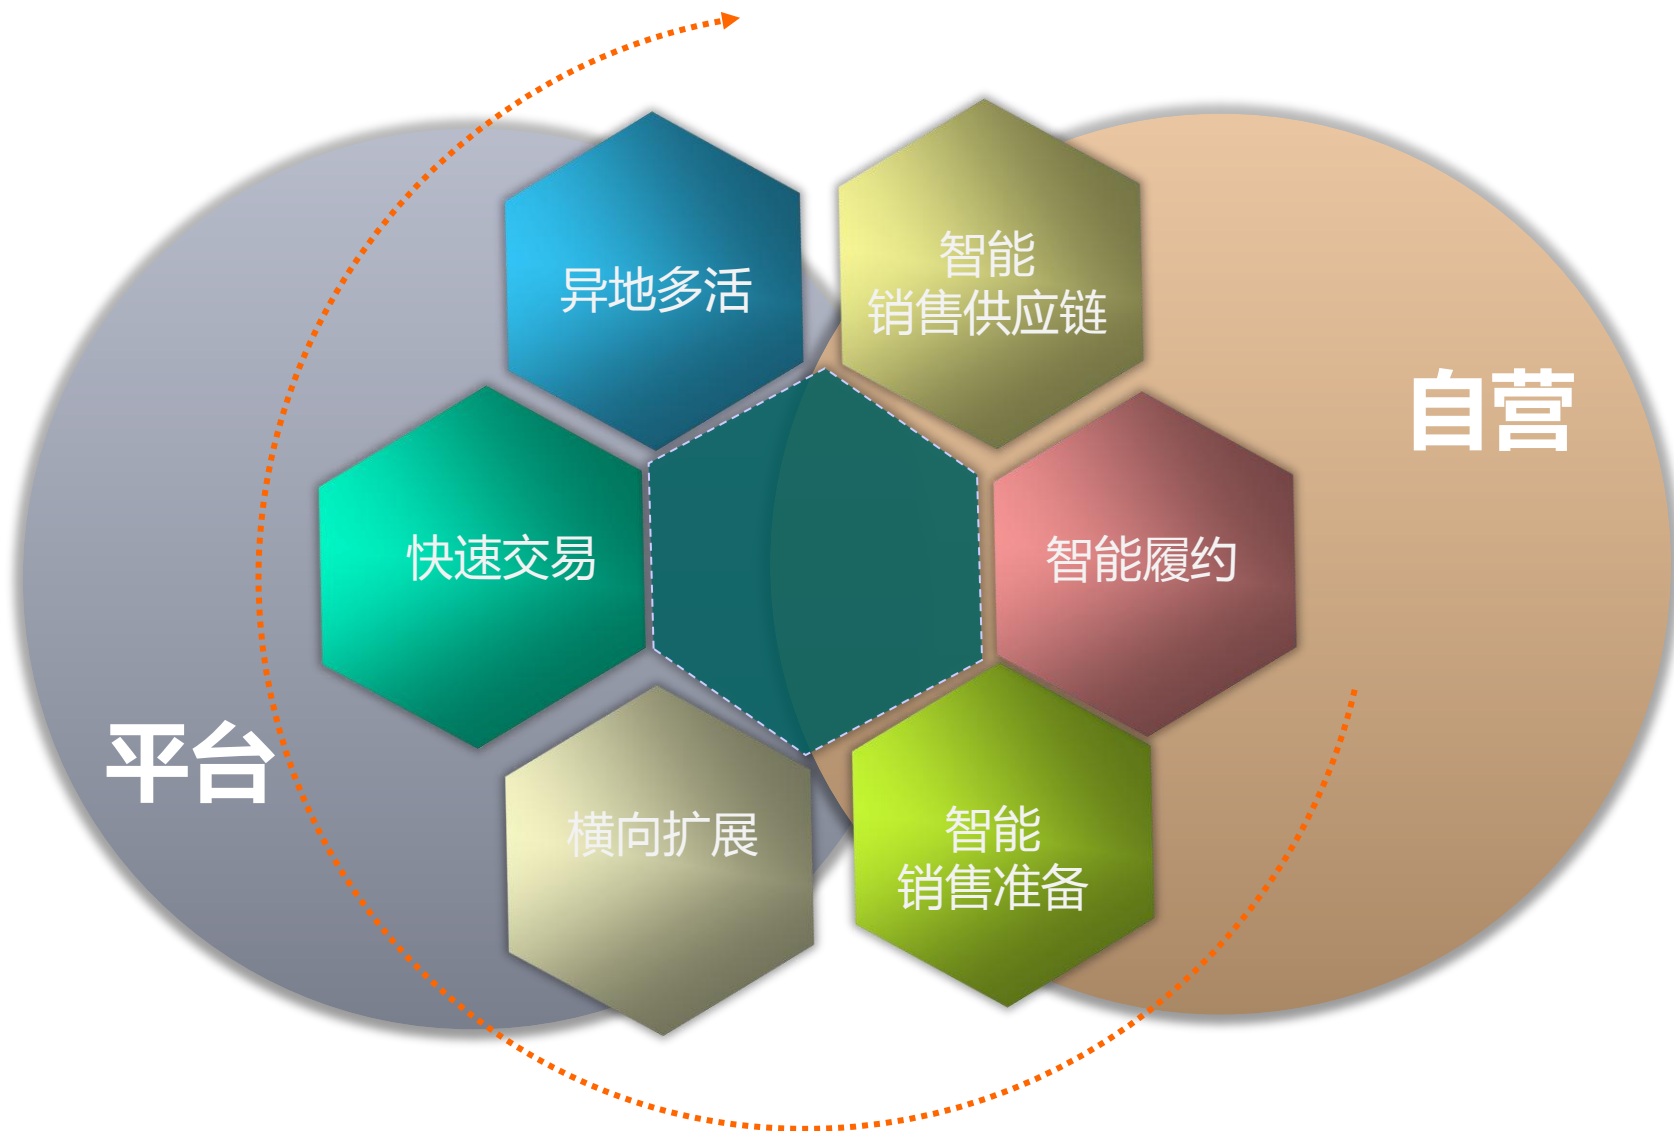 异地多活
智能
销售供应链
自营
快速交易
智能履约
平台
横向扩展
智能
销售准备